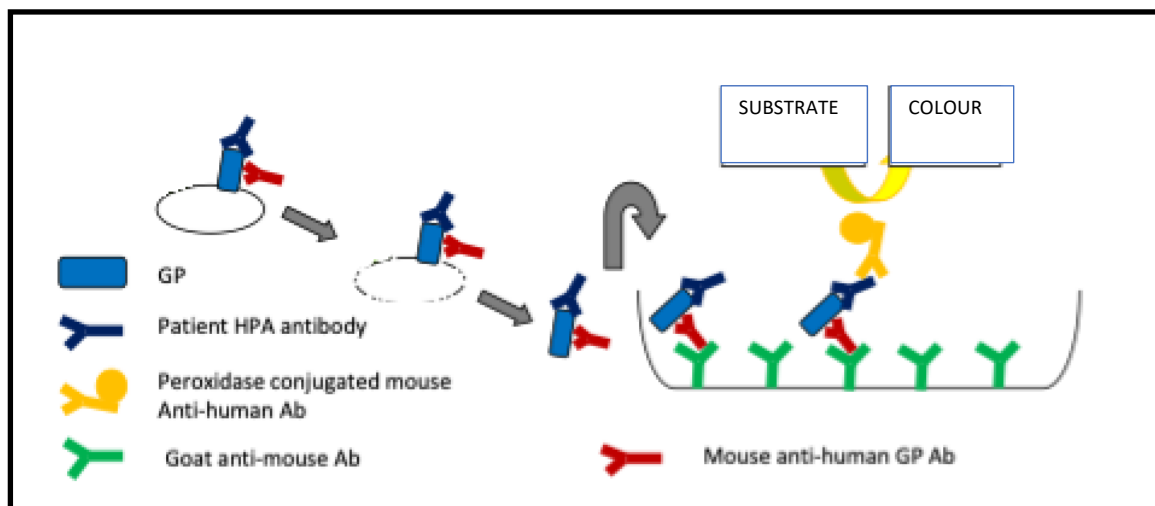 SUBSTRATE
COLOUR
GP
Patient HPA antibody
Peroxidase conjugated mouse
Anti-human Ab
Goat anti-mouse Ab
Mouse anti-human GP Ab